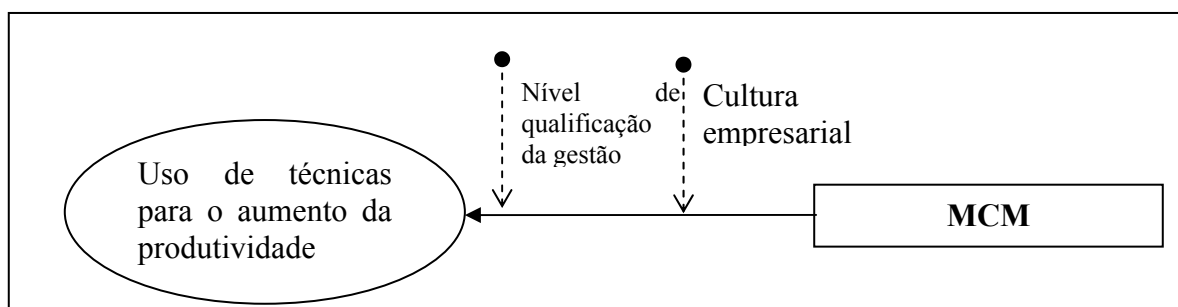 Nível de
qualificação
da gestão
Cultura
empresarial
Uso de técnicas
para o aumento da
produtividade
MCM